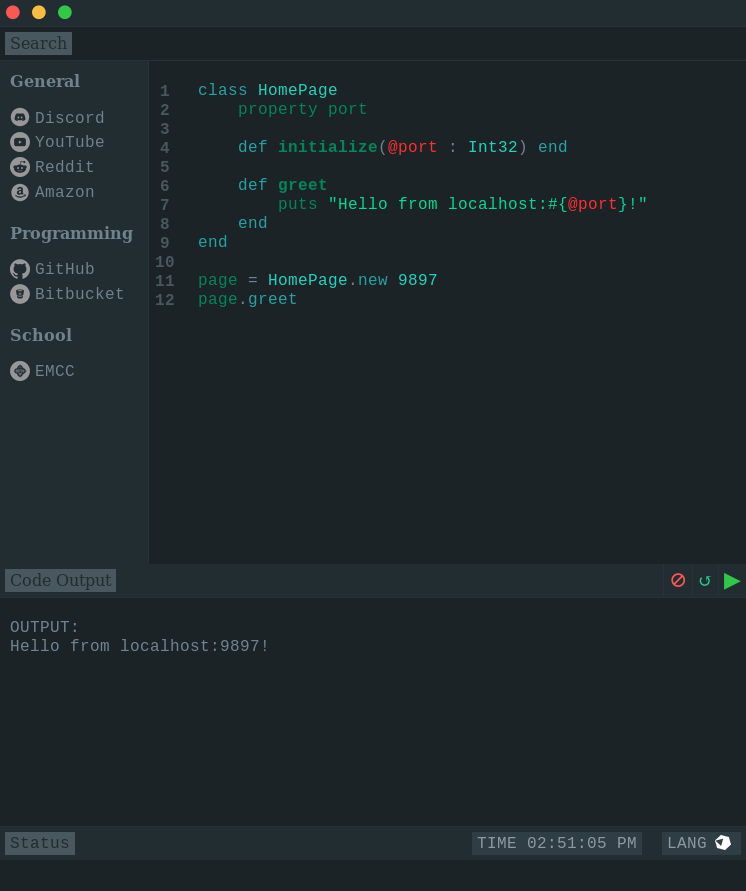 Search
General
Discord
YouTube
Reddit
Amazon
Programming
GitHub
Bitbucket
School
EMCC
1 class HomePage
2     property port
3
4     def initialize(@port : Int32) end
5
6     def greet
7         puts "Hello from localhost:#{@port}!"
8     end
9 end
10
11 page = HomePage.new 9897
12 page.greet
Code Output
OUTPUT:
Hello from localhost:9897!
Status TIME 02:51:05 PM LANG